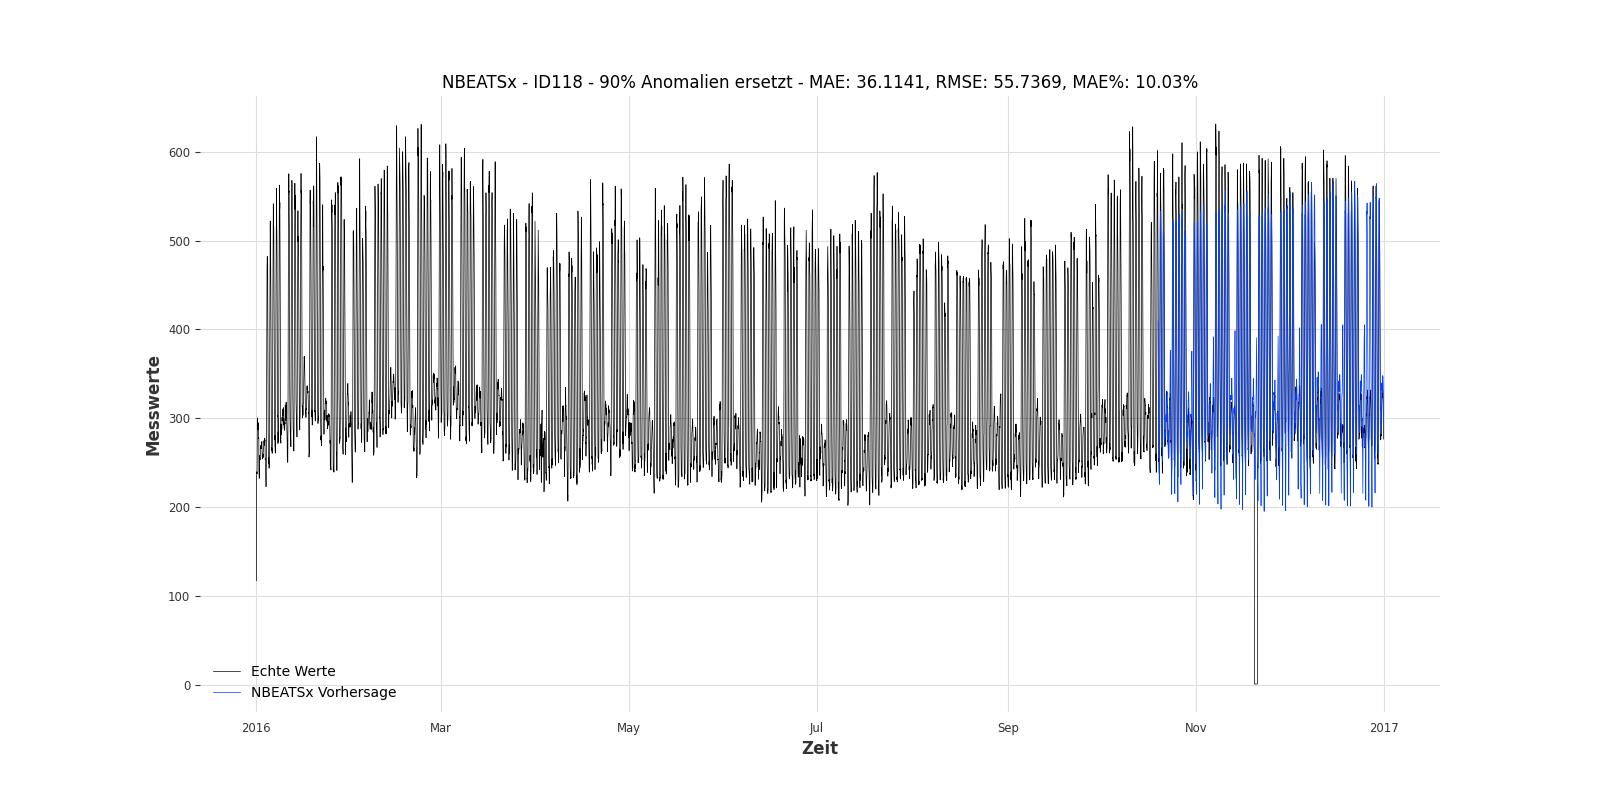 NBEATSx - ID118 - 90% Anomalien ersetzt - MAE: 36.1141, RMSE: 55.7369, MAE%: 10.03%
600
500
400
300
200
100
0
Messwerte
Echte Werte
NBEATSx Vorhersage
2016 Mar May Jul Sep Nov 2017
Zeit